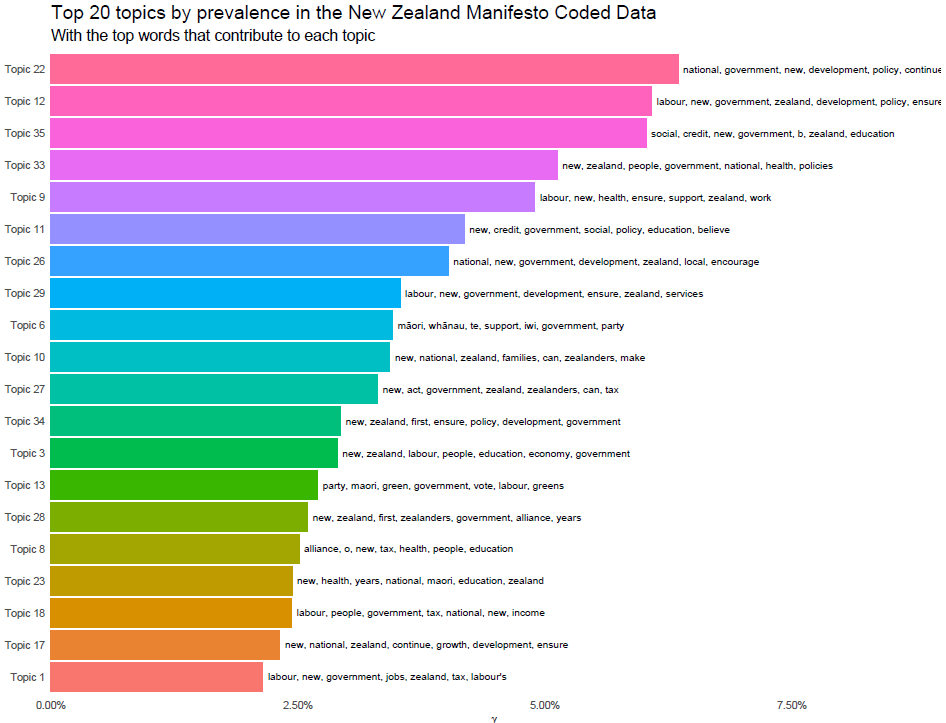 Top 20 topics by prevalence in the New Zealand Manifesto Coded Data
With the top words that contribute to each topic
Topic 22 national, government, new, development, policy, continue
Topic 12 labour, new, government, zealand, development, policy, ensure
Topic 35 social, credit, new, government, b, zealand, education
Topic 33 new, zealand, people, government, national, health, policies
Topic 9 labour, new, health, ensure, support, zealand, work
Topic 11 new, credit, government, social, policy, education, believe
Topic 26 national, new, government, development, zealand, local, encourage
Topic 29 labour, new, government, development, ensure, zealand, services
Topic 6 māori, whānau, te, support, iwi, government, party
Topic 10 new, national, zealand, families, can, zealanders, make
Topic 27 new, act, government, zealand, zealanders, can, tax
Topic 34 new, zealand, first, ensure, policy, development, government
Topic 3 new, zealand, labour, people, education, economy, government
Topic 13 party, maori, green, government, vote, labour, greens
Topic 28 new, zealand, first, zealanders, government, alliance, years
Topic 8 alliance, o, new, tax, health, people, education
Topic 23 new, health, years, national, maori, education, zealand
Topic 18 labour, people, government, tax, national, new, income
Topic 17 new, national, zealand, continue, growth, development, ensure
Topic 1 labour, new, government, jobs, zealand, tax, labour's
0.00% 2.50% 5.00% 7.50%
γ